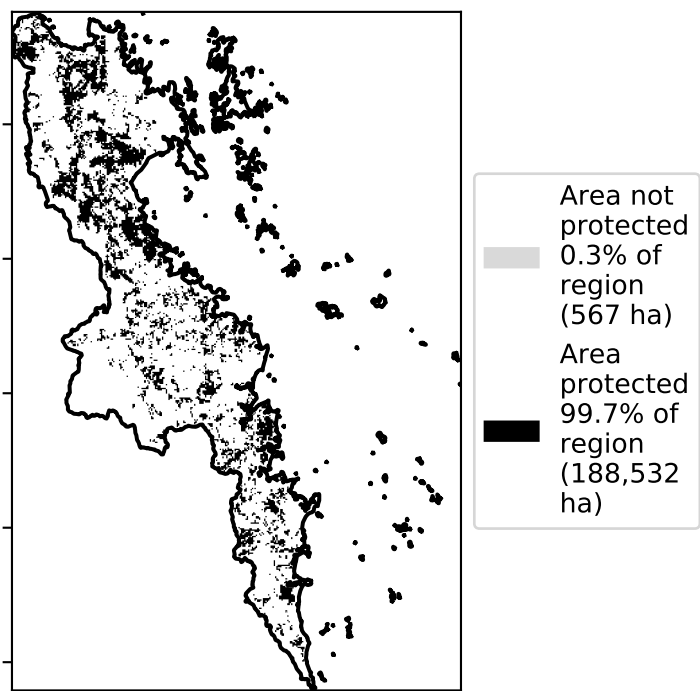 Area not
protected
0.3% of
region
(567 ha)
Area
protected
99.7% of
region
(188,532
ha)